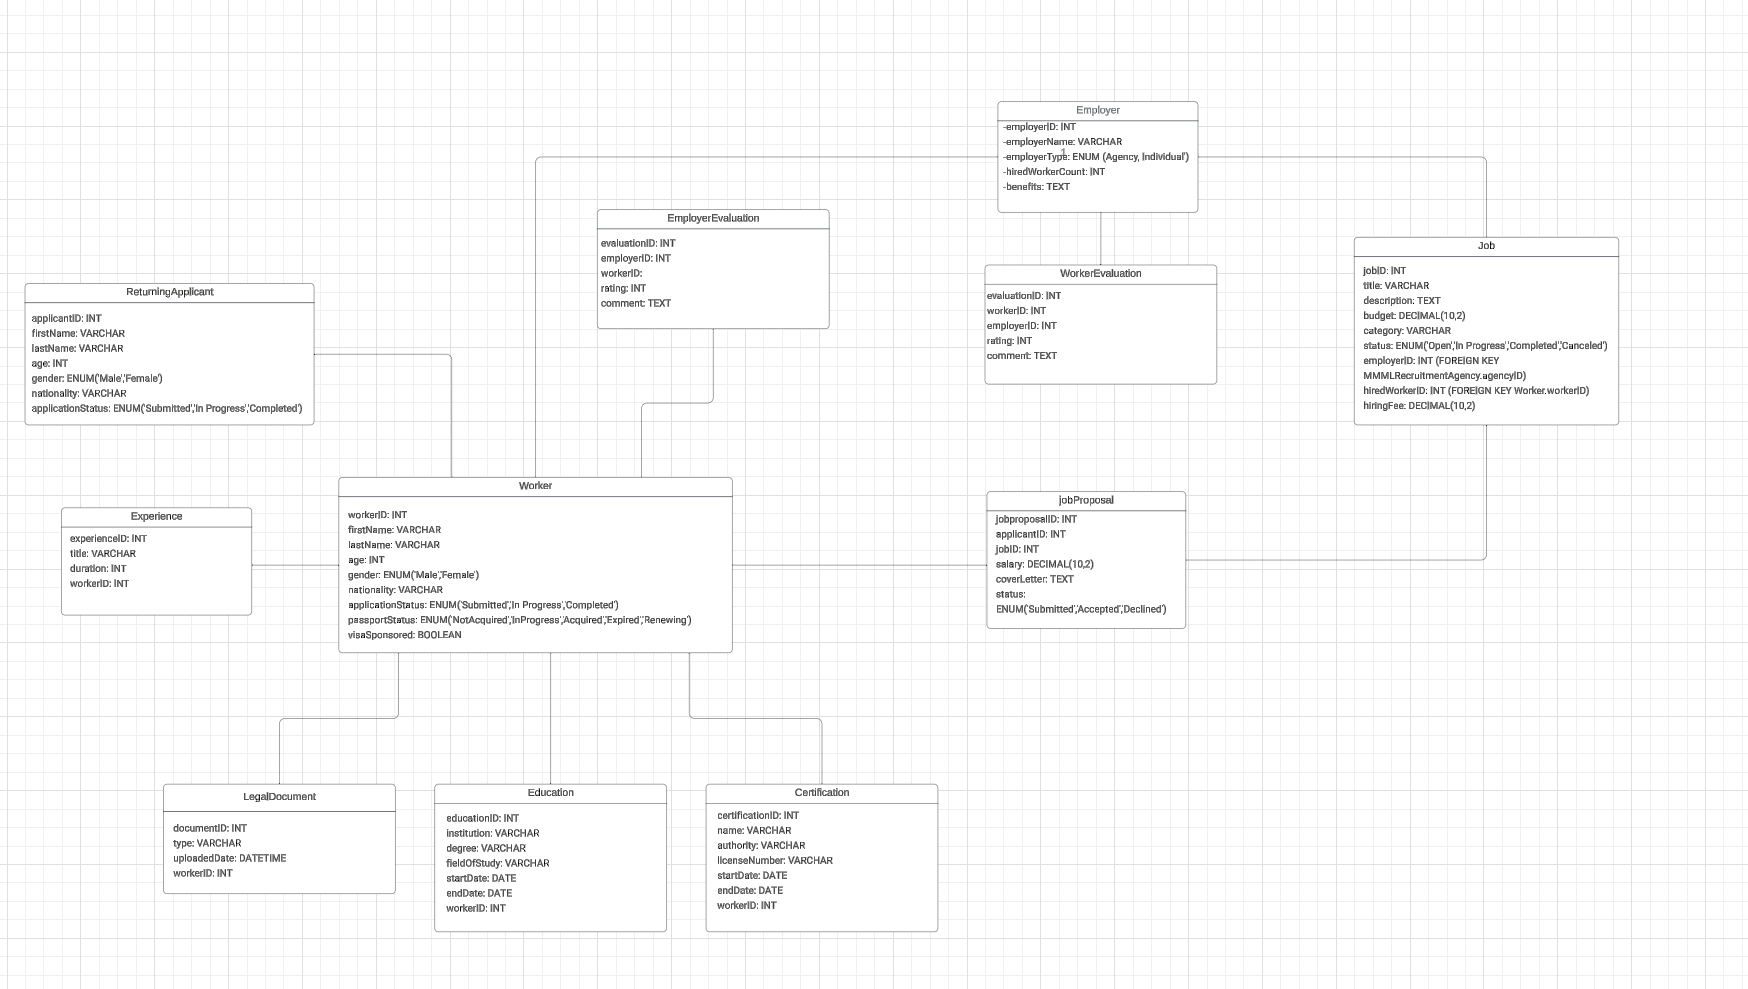 Employer
-employerID: INT
-employerName: VARCHAR
1
-employerType: ENUM (Agency, Individual')
-hiredWorkerCount: INT
-benefits: TEXT
EmployerEvaluation
evaluationID: INT
employerID: INT
workerID:
rating: INT
comment: TEXT
WorkerEvaluation
evaluationID: INT
workerID: INT
employerID: INT
rating: INT
comment: TEXT
Job
jobID: INT
title: VARCHAR
description: TEXT
budget: DECIMAL(10,2)
category: VARCHAR
status: ENUM('Open','In Progress','Completed','Canceled')
employerID: INT (FOREIGN KEY
MMMLRecruitmentAgency.agencyID)
hiredWorkerID: INT (FOREIGN KEY Worker.workerID)
hiringFee: DECIMAL(10,2)
ReturningApplicant
applicantID: INT
firstName: VARCHAR
lastName: VARCHAR
age: INT
gender: ENUM('Male','Female')
nationality: VARCHAR
applicationStatus: ENUM('Submitted','In Progress','Completed')
Experience
experienceID: INT
title: VARCHAR
duration: INT
workerID: INT
Worker
workerID: INT
firstName: VARCHAR
lastName: VARCHAR
age: INT
gender: ENUM('Male','Female')
nationality: VARCHAR
applicationStatus: ENUM('Submitted','In Progress','Completed')
passportStatus: ENUM('NotAcquired','InProgress','Acquired','Expired','Renewing')
visaSponsored: BOOLEAN
jobProposal
jobproposalID: INT
applicantID: INT
jobID: INT
salary: DECIMAL(10,2)
coverLetter: TEXT
status:
ENUM('Submitted','Accepted','Declined')
LegalDocument
documentID: INT
type: VARCHAR
uploadedDate: DATETIME
workerID: INT
Education
educationID: INT
institution: VARCHAR
degree: VARCHAR
fieldOfStudy: VARCHAR
startDate: DATE
endDate: DATE
workerID: INT
Certification
certificationID: INT
name: VARCHAR
authority: VARCHAR
licenseNumber: VARCHAR
startDate: DATE
endDate: DATE
workerID: INT